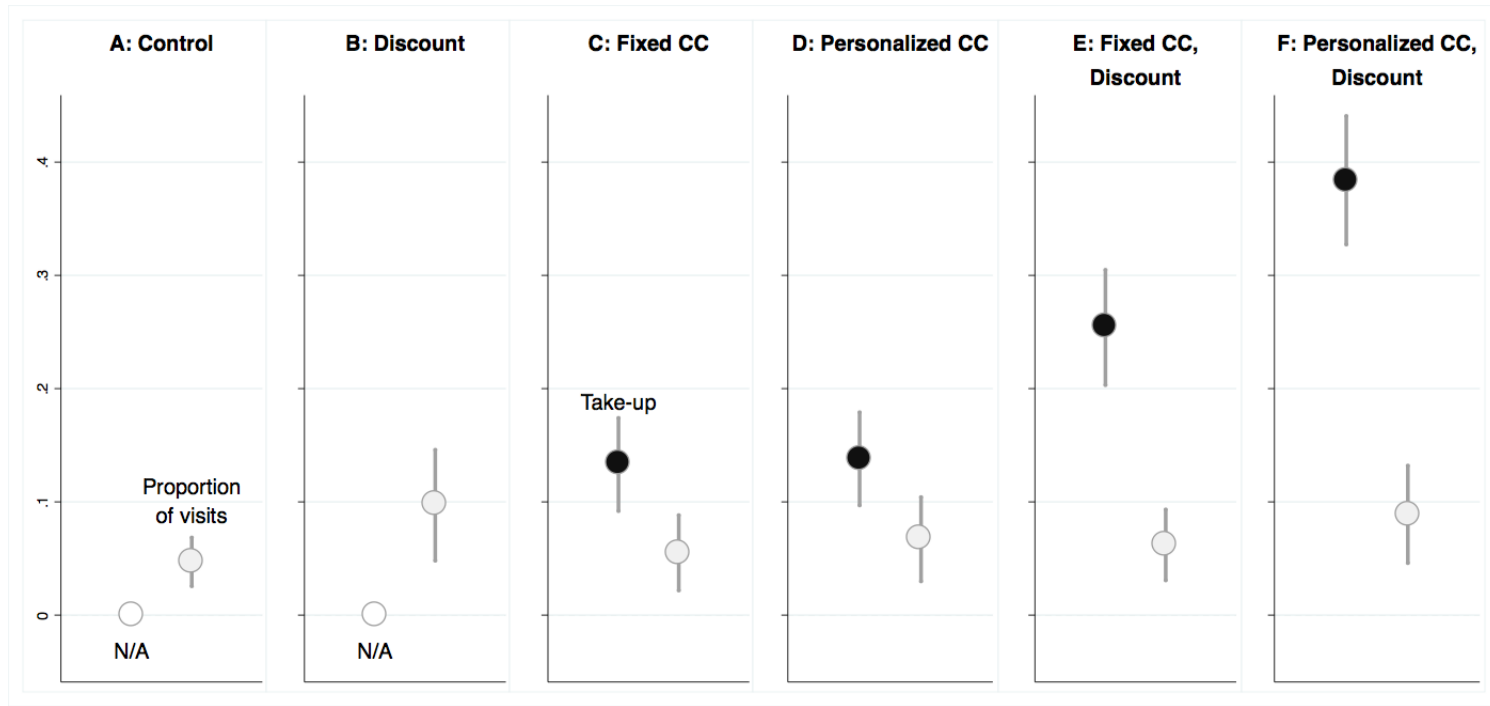 A: Control
B: Discount
C: Fixed CC
D: Personalized CC
E: Fixed CC,
Discount
F: Personalized CC,
Discount
.4
.3
.2
.1
0
Proportion
of visits
N/A
N/A
Take-up